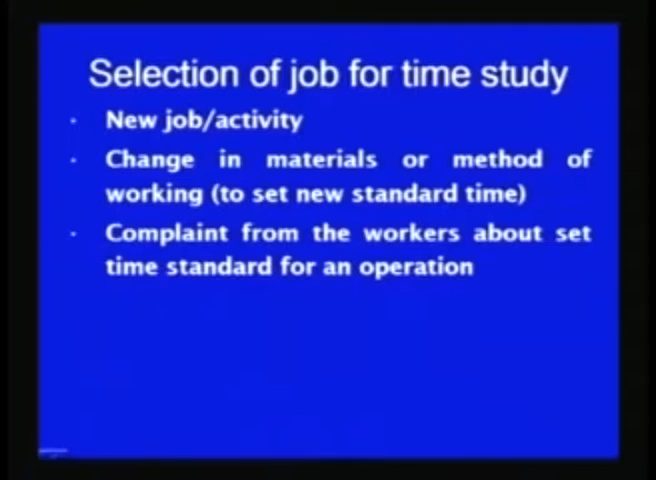 Selection of job for time study
· New job/activity
· Change in materials or method of
working (to set new standard time)
· Complaint from the workers about set
time standard for an operation